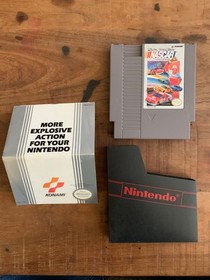 NASCAR
MORE
EXPLOSIVE
ACTION
FOR YOUR
NINTENDO
KONAMI
Nintendo